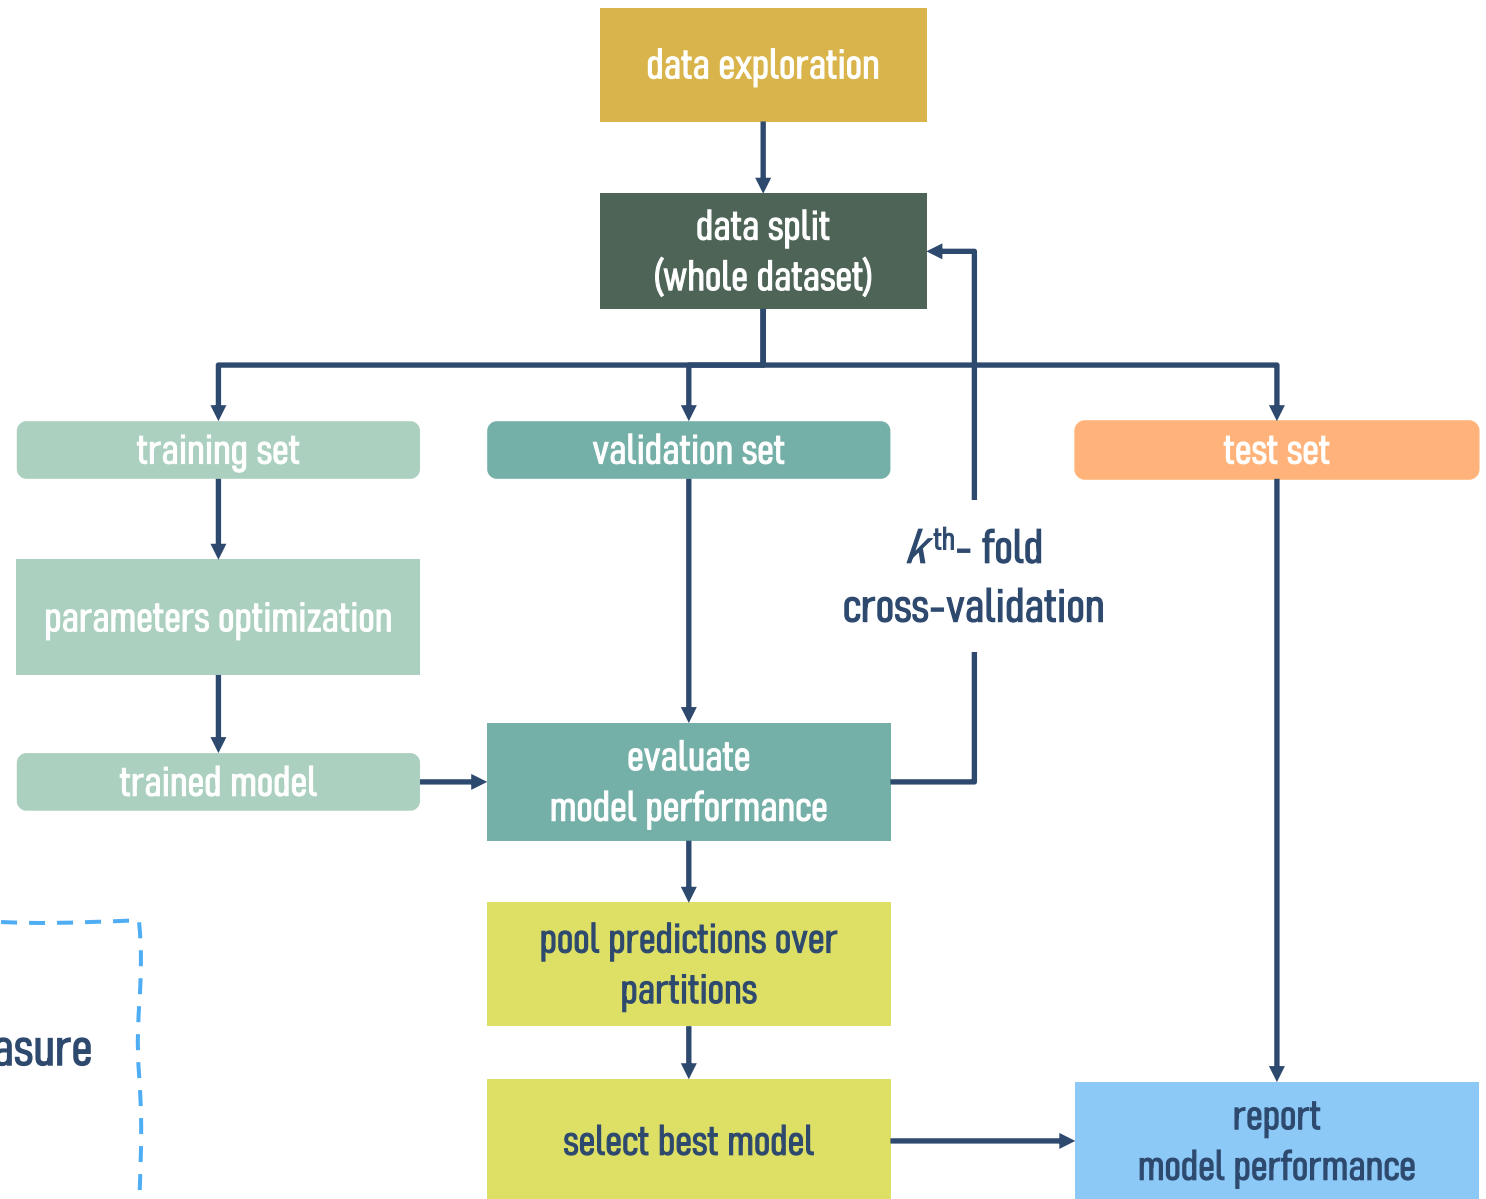 data exploration
data split
(whole dataset)
training set
validation set
test set
kth- fold
cross-validation
parameters optimization
trained model
evaluate
model performance
pool predictions over
partitions
select best model
report
model performance